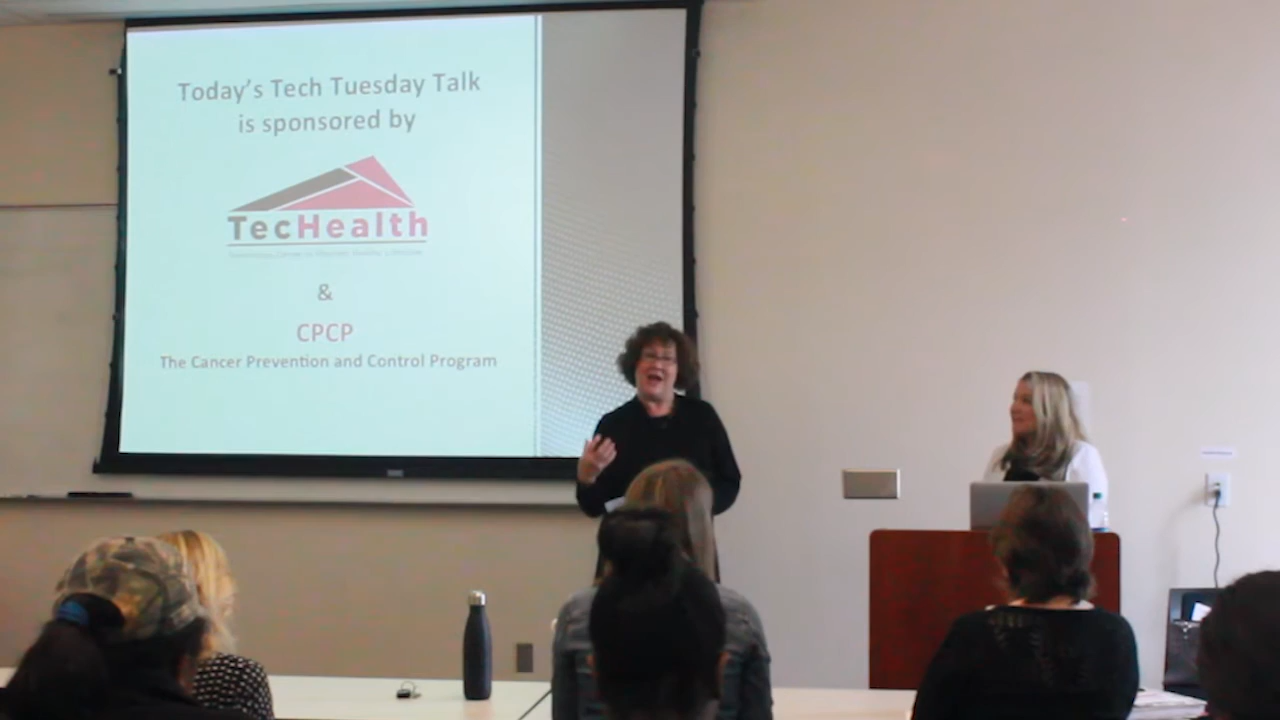 Today's Tech Tuesday Talk
is sponsored by
TecHealth
&
CPCP
The Cancer Prevention and Control Program